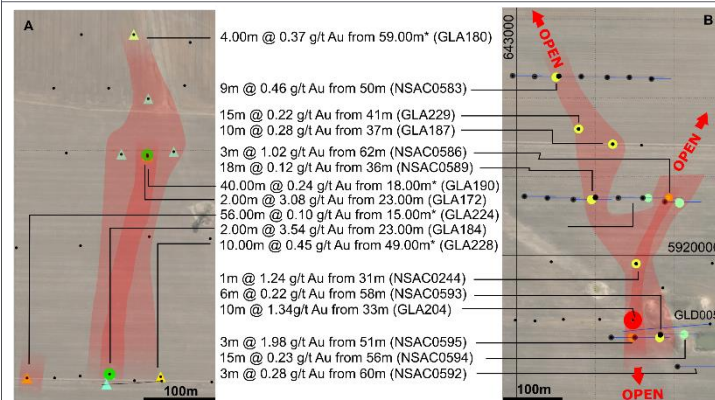 A
4.00m @ 0.37 g/t Au from 59.00m* (GLA180)
9m @ 0.46 g/t Au from 50m (NSAC0583)
15m @ 0.22 g/t Au from 41m (GLA229)
10m @ 0.28 g/t Au from 37m (GLA187)
3m @ 1.02 g/t Au from 62m (NSAC0586)
18m @ 0.12 g/t Au from 36m (NSAC0589)
40.00m @ 0.24 g/t Au from 18.00m* (GLA190)
2.00m @ 3.08 g/t Au from 23.00m (GLA172)
56.00m @ 0.10 g/t Au from 15.00m* (GLA224)
2.00m @ 3.54 g/t Au from 23.00m (GLA184)
10.00m @ 0.45 g/t Au from 49.00m* (GLA228)
1m @ 1.24 g/t Au from 31m (NSAC0244)
6m @ 0.22 g/t Au from 58m (NSAC0593)
10m @ 1.34g/t Au from 33m (GLA204)
3m @ 1.98 g/t Au from 51m (NSAC0595)
15m @ 0.23 g/t Au from 56m (NSAC0594)
3m @ 0.28 g/t Au from 60m (NSAC0592)
100m
B
643000
OPEN
OPEN
5920000
GLD005
100m
OPEN